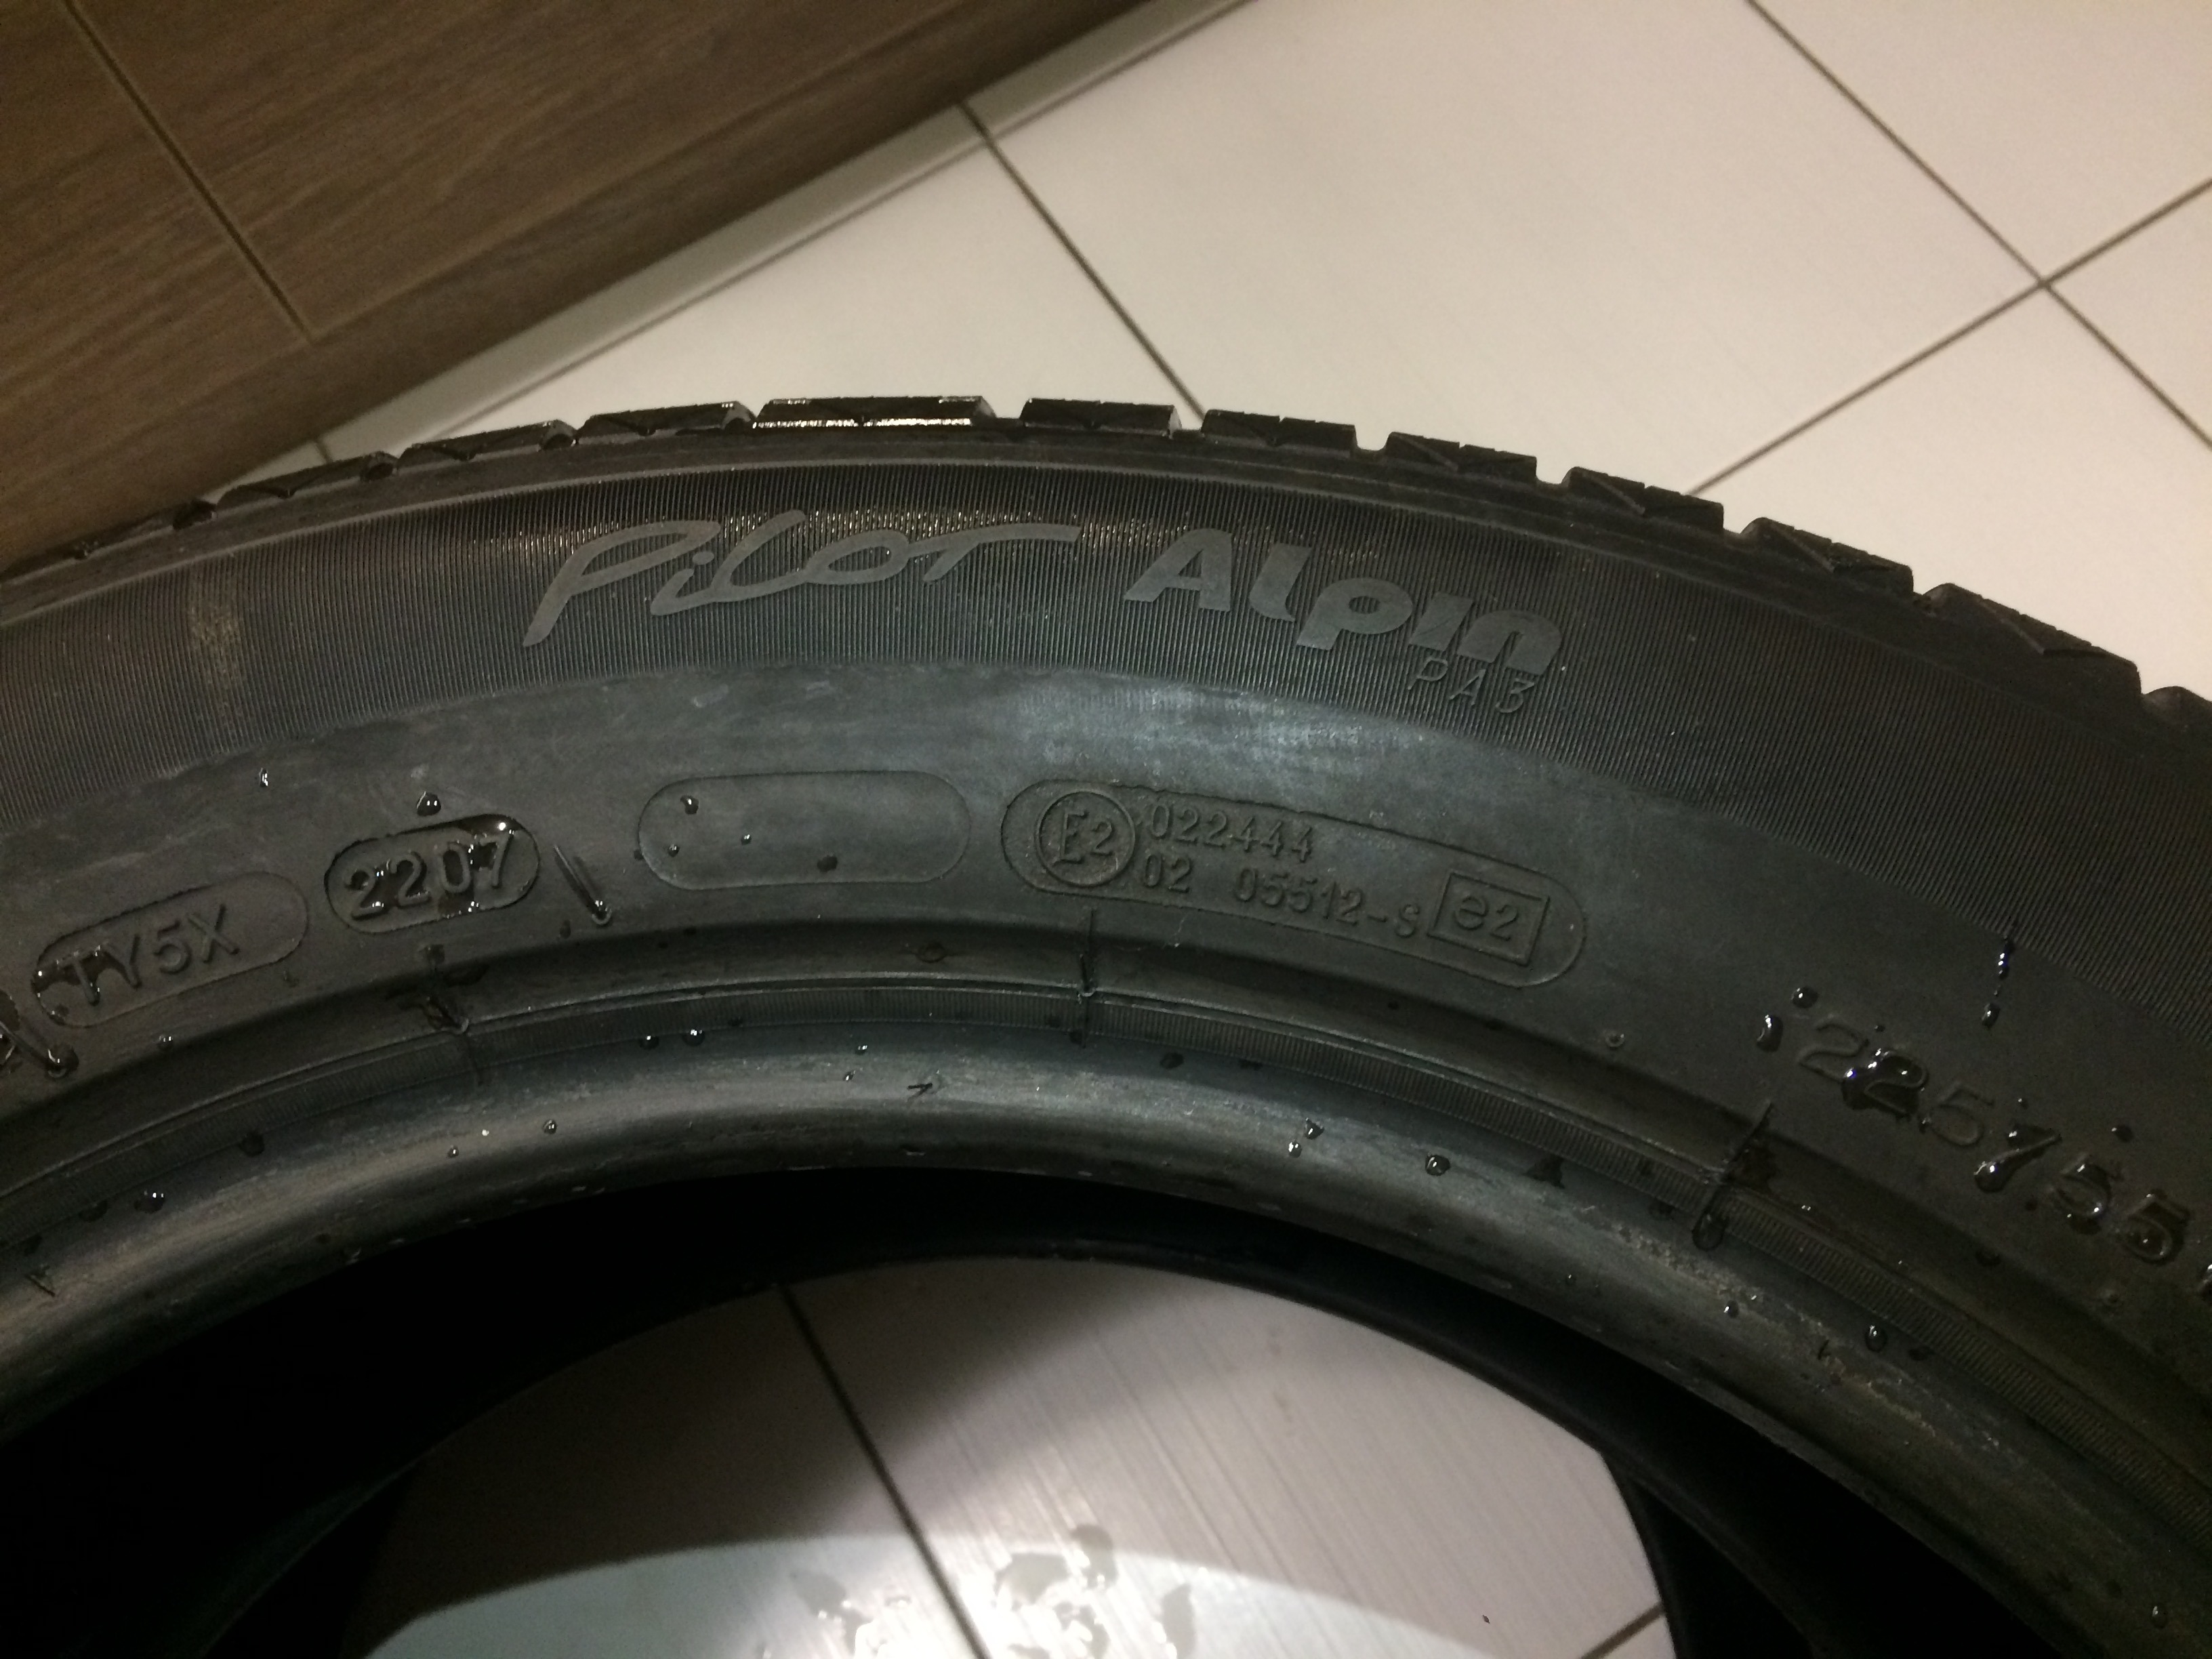 PILOT ALPIN
PA3
TY5X
2207
E2 022444
02 05512-S e2
225/55